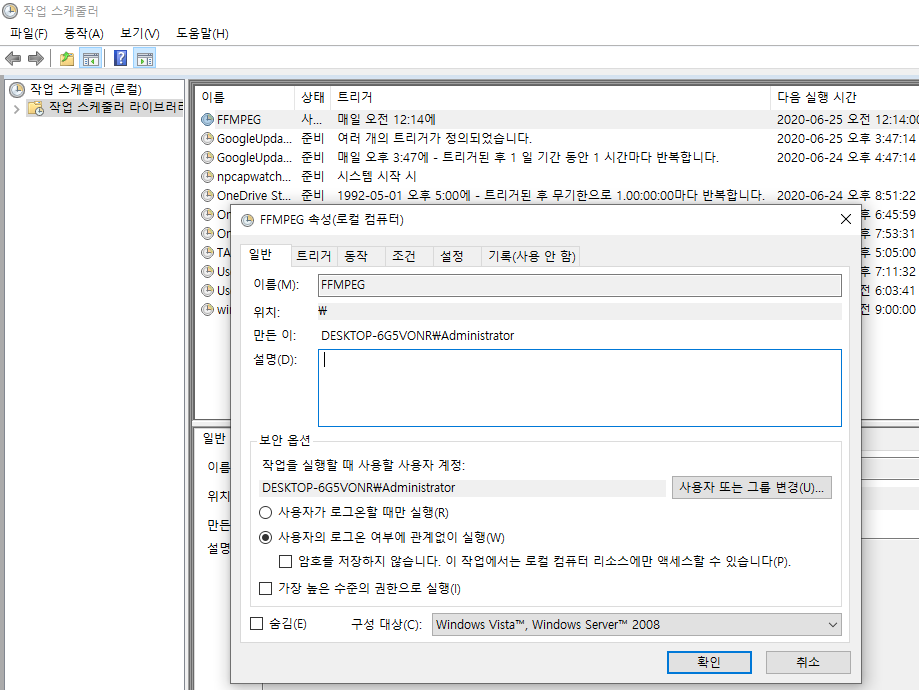 작업 스케줄러
파일(F) 동작(A) 보기(V) 도움말(H)
작업 스케줄러 (로컬)
작업 스케줄러 라이브러리
이름 상태 트리거 다음 실행 시간
FFMPEG 사... 매일 오전 12:14에 2020-06-25 오전 12:14:00
GoogleUpda... 준비 여러 개의 트리거가 정의되었습니다. 2020-06-25 오후 3:47:14
GoogleUpda... 준비 매일 오후 3:47에 - 트리거된 후 1 일 기간 동안 1 시간마다 반복합니다. 2020-06-24 오후 4:47:14
npcapwatch... 준비 시스템 시작 시
OneDrive St... 준비 1992-05-01 오후 5:00에 - 트리거된 후 무기한으로 1.00:00:00마다 반복합니다. 2020-06-24 오후 8:51:22
On 후 6:45:59
On 후 7:53:31
TA 후 5:05:00
Us 후 7:11:32
Us 전 6:03:41
win 전 9:00:00
FFMPEG 속성(로컬 컴퓨터)
일반 트리거 동작 조건 설정 기록(사용 안 함)
이름(M): FFMPEG
위치: ₩
만든 이: DESKTOP-6G5VONR₩Administrator
설명(D):
보안 옵션
작업을 실행할 때 사용할 사용자 계정:
DESKTOP-6G5VONR₩Administrator 사용자 또는 그룹 변경(U)...
사용자가 로그온할 때만 실행(R)
사용자의 로그온 여부에 관계없이 실행(W)
암호를 저장하지 않습니다. 이 작업에서는 로컬 컴퓨터 리소스에만 액세스할 수 있습니다(P).
가장 높은 수준의 권한으로 실행(I)
숨김(E) 구성 대상(C): Windows Vista™, Windows Server™ 2008
확인 취소
일반
이름
위치
만든
설명